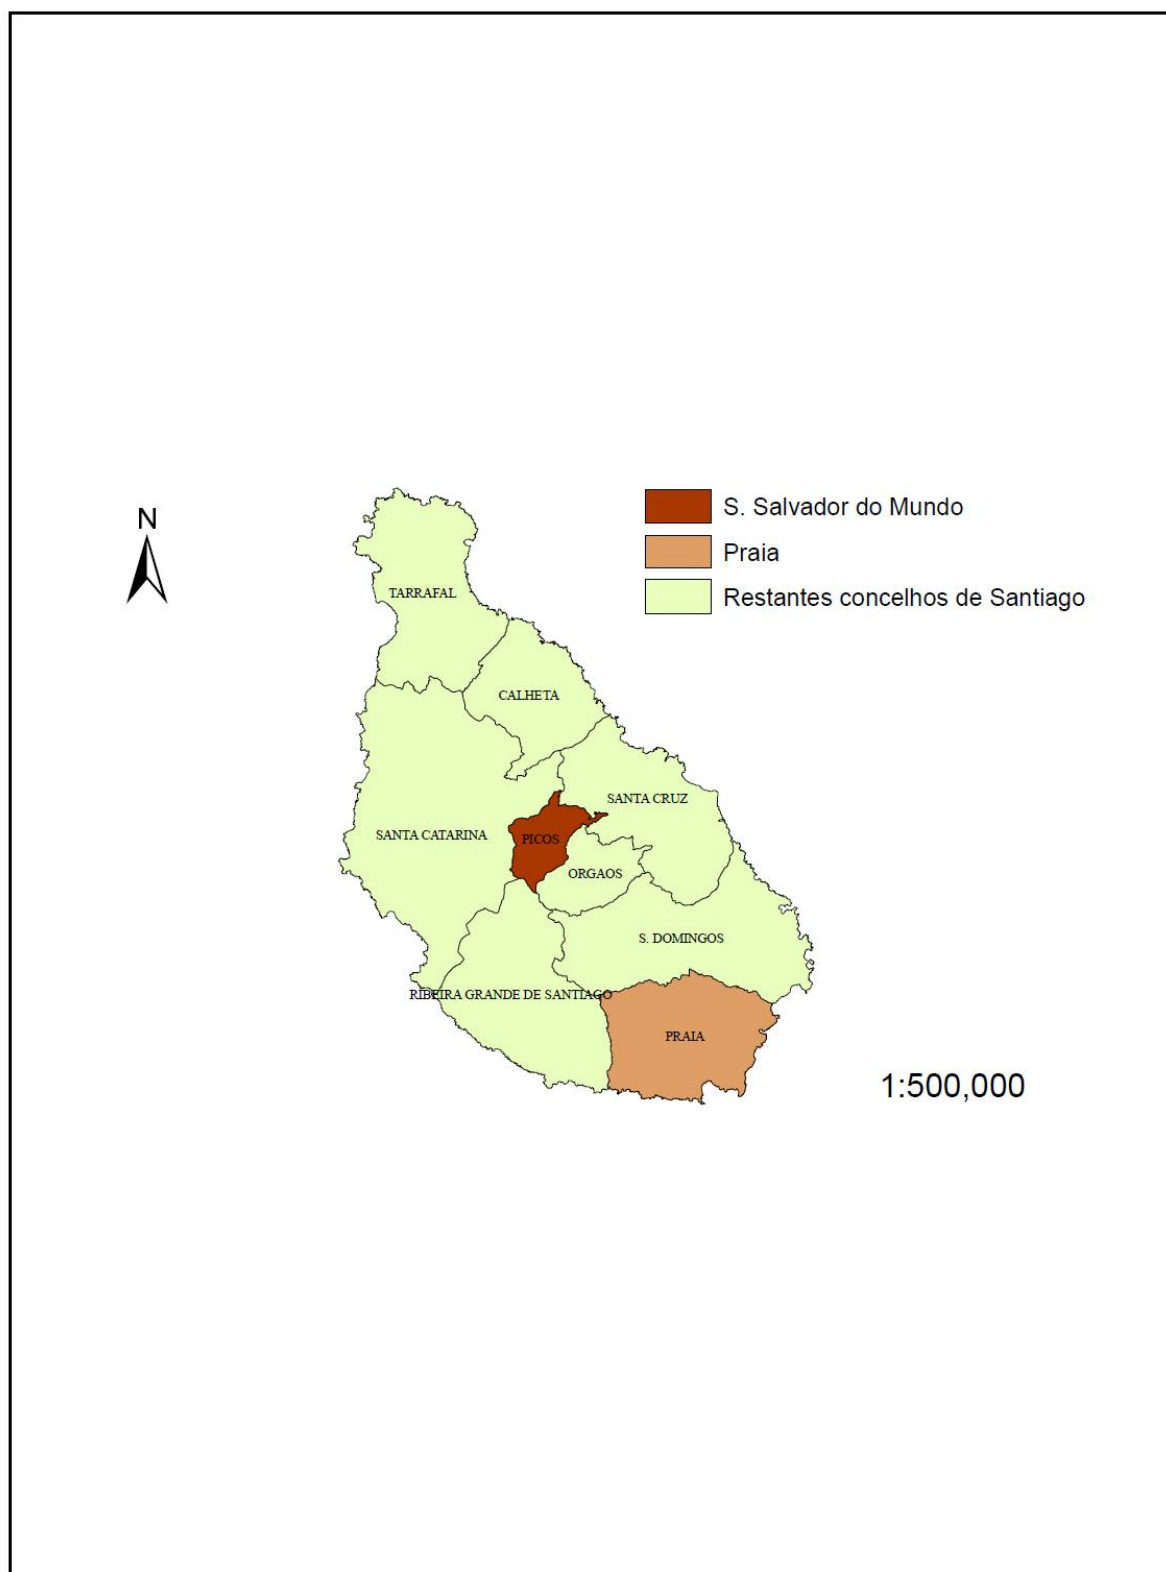 S. Salvador do Mundo
N
Praia
TARRAFAL
Restantes concelhos de Santiago
CALHETA
SANTA CRUZ
SANTA CATARINA
PICOS
ORGAOS
S. DOMINGOS
RIBEIRA GRANDE DE SANTIAGO
PRAIA
1:500,000